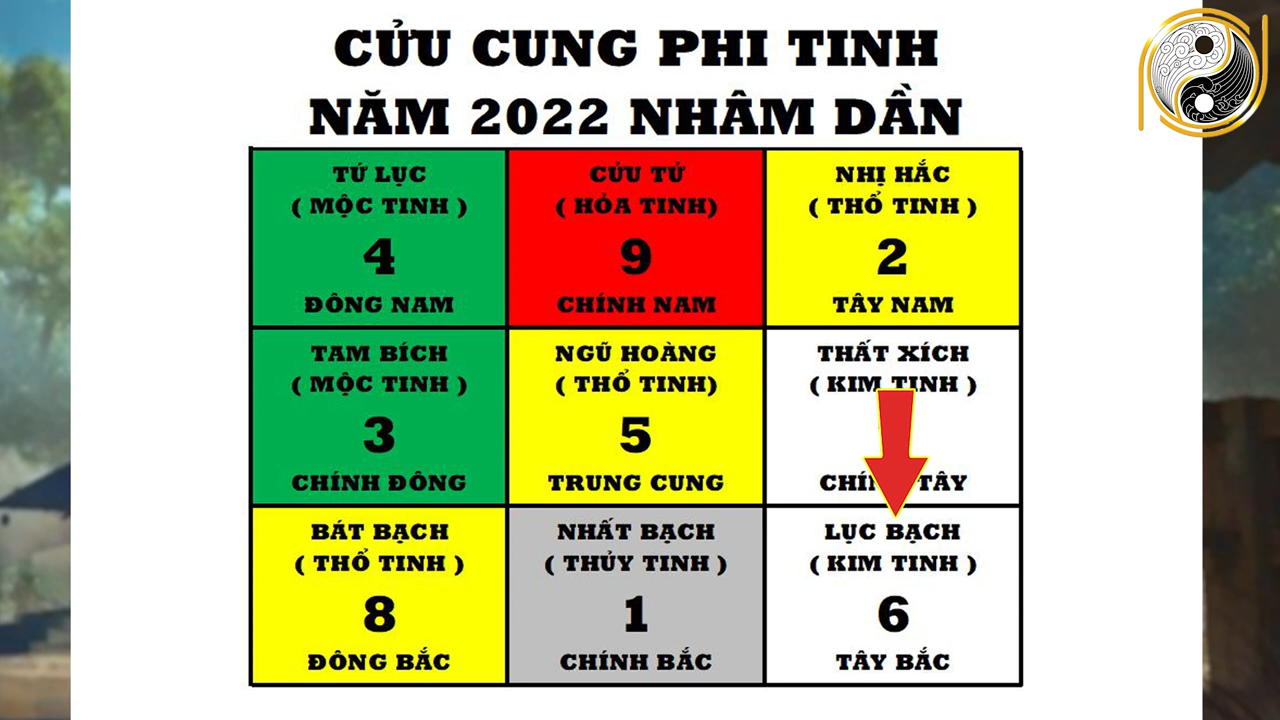 CỬU CUNG PHI TINH
NĂM 2022 NHÂM DẦN
TỨ LỤC
( MỘC TINH )
4
ĐÔNG NAM
CỬU TỬ
( HỎA TINH)
9
CHÍNH NAM
NHỊ HẮC
( THỔ TINH )
2
TÂY NAM
TAM BÍCH
( MỘC TINH )
3
CHÍNH ĐÔNG
NGŨ HOÀNG
( THỔ TINH)
5
TRUNG CUNG
THẤT XÍCH
( KIM TINH )
TÂY
BÁT BẠCH
( THỔ TINH )
8
ĐÔNG BẮC
NHẤT BẠCH
( THỦY TINH )
1
CHÍNH BẮC
LỤC BẠCH
( KIM TINH )
6
TÂY BẮC